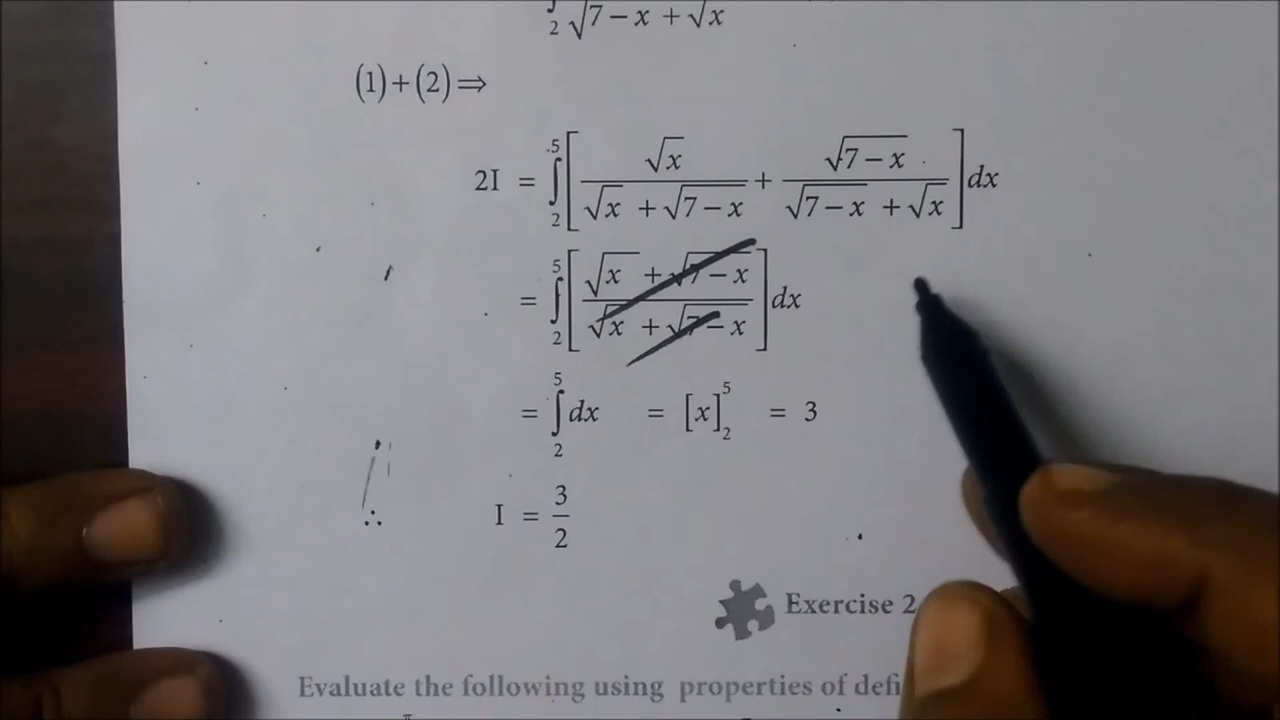 ∫₂ √7−x + √x
(1)+(2)⇒
2I = ∫₂⁵ [ √x / (√x + √7−x) + √7−x / (√7−x + √x) ] dx
= ∫₂⁵ [ (√x + √7−x) / (√x + √7−x) ] dx
= ∫₂⁵ dx = [x]₂⁵ = 3
∴ I = 3/2
Exercise 2
Evaluate the following using properties of